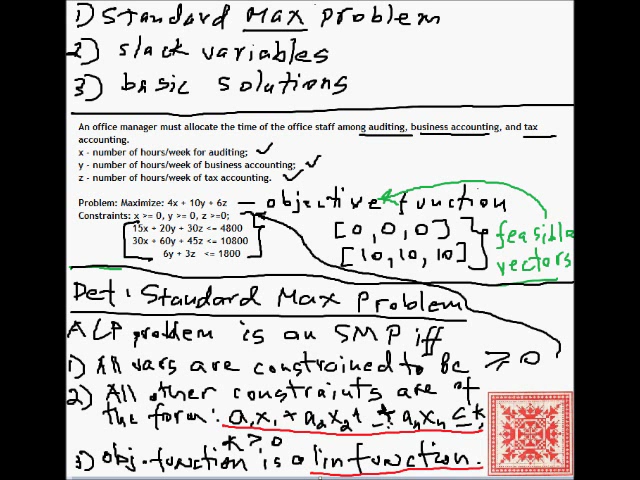 1) Standard Max Problem
2) slack variables
3) basic solutions
An office manager must allocate the time of the office staff among auditing, business accounting, and tax
accounting.
x - number of hours/week for auditing;
y - number of hours/week of business accounting;
z - number of hours/week of tax accounting.
Problem: Maximize: 4x + 10y + 6z — objective function
Constraints: x >= 0, y >= 0, z >=0;
15x + 20y + 30z <= 4800
30x + 60y + 45z <= 10800
6y + 3z <= 1800
[0, 0, 0]
[10, 10, 10]
feasible
vectors
Def: Standard Max Problem
A LP problem is an SMP iff
1) All vars are constrained to be ≥ 0
2) All other constraints are of
the form: a₁x₁ + a₂x₂ + … + aₙxₙ ≤ k,
k ≥ 0
3) obj. function is a lin function.